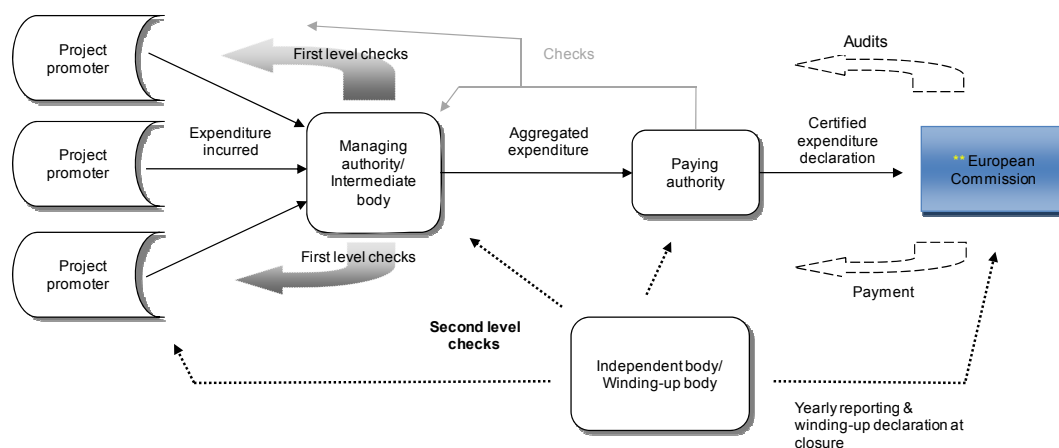 Project
promoter
First level checks
Checks
Audits
Project
promoter
Expenditure
incurred
Managing
authority/
Intermediate
body
Aggregated
expenditure
Paying
authority
Certified
expenditure
declaration
** European
Commission
Project
promoter
First level checks
Payment
Second level
checks
Independent body/
Winding-up body
Yearly reporting &
winding-up declaration at
closure